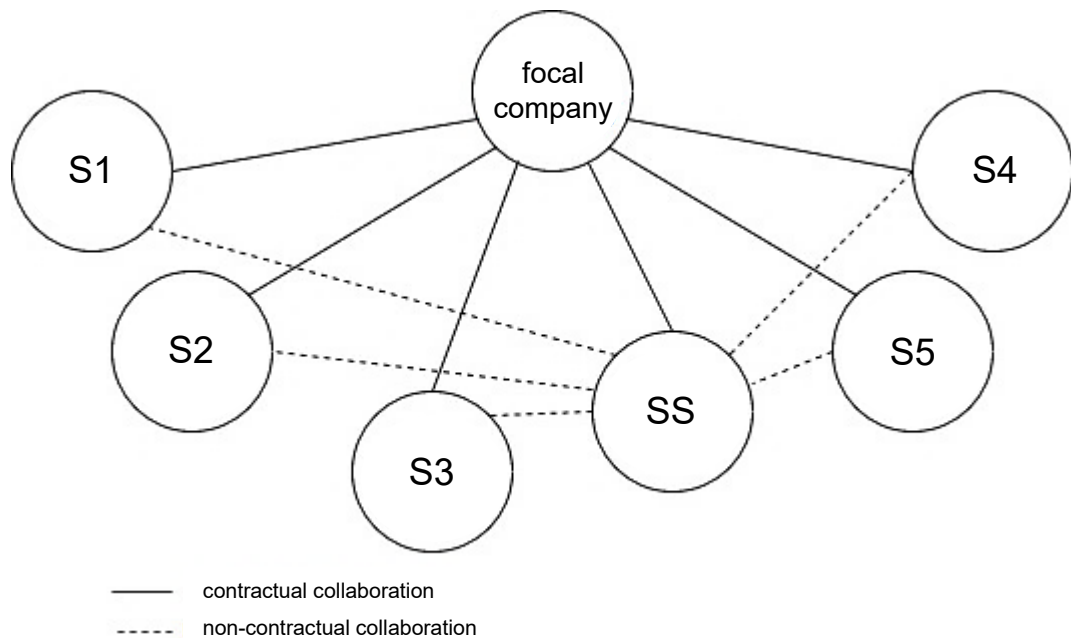 focal
company
S1
S4
S2
S5
SS
S3
contractual collaboration
non-contractual collaboration